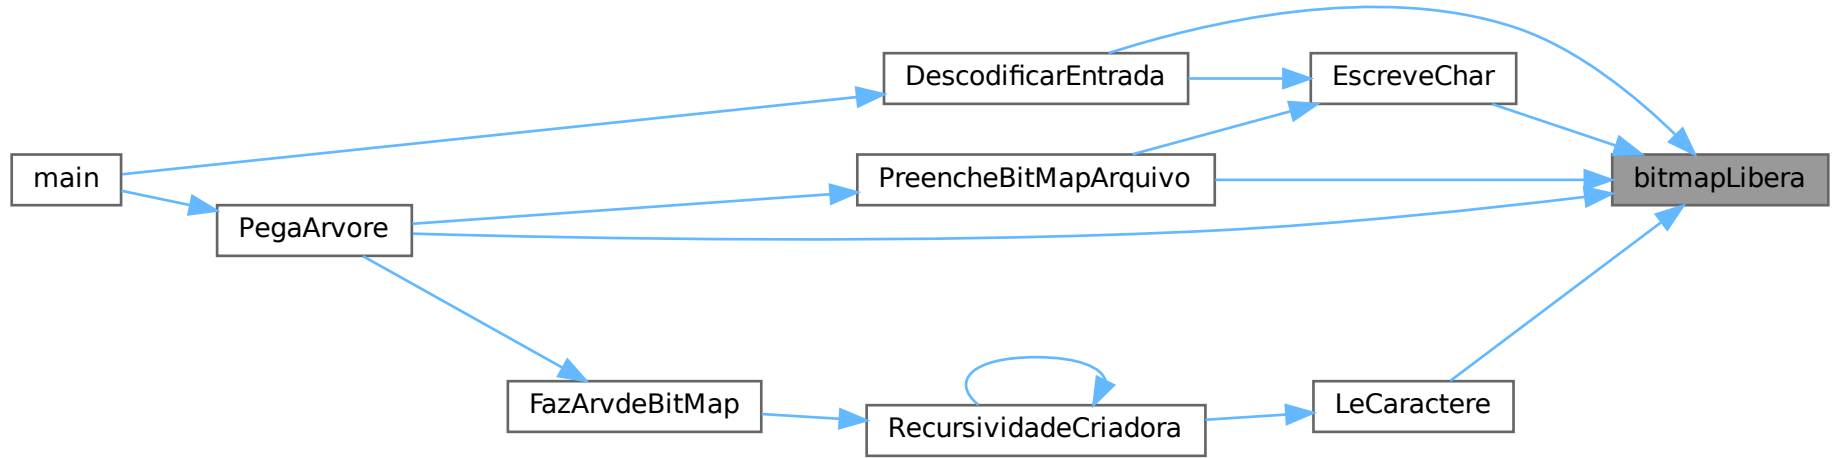 DescodificarEntrada
EscreveChar
main
PreencheBitMapArquivo
bitmapLibera
PegaArvore
FazArvdeBitMap
RecursividadeCriadora
LeCaractere